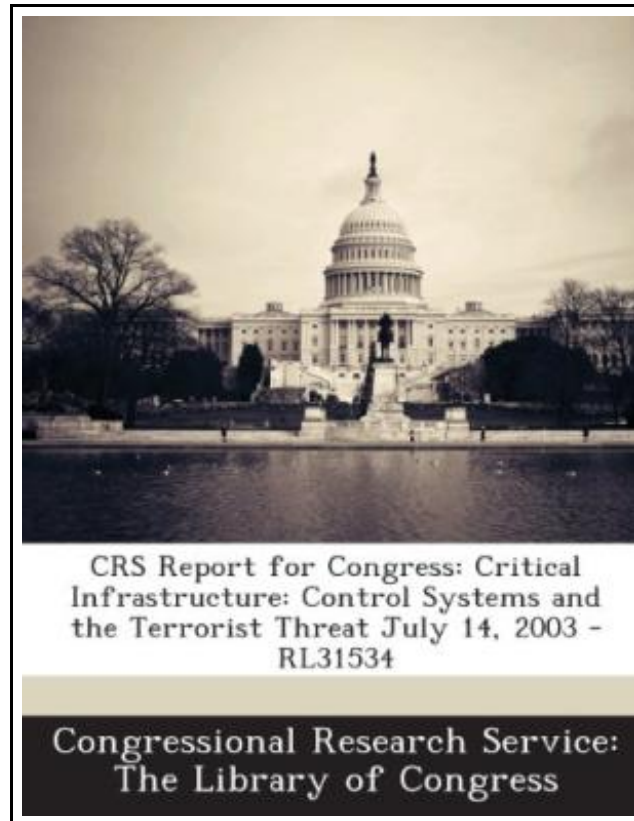 CRS Report for Congress: Critical
Infrastructure: Control Systems and
the Terrorist Threat July 14, 2003 -
RL31534
Congressional Research Service:
The Library of Congress